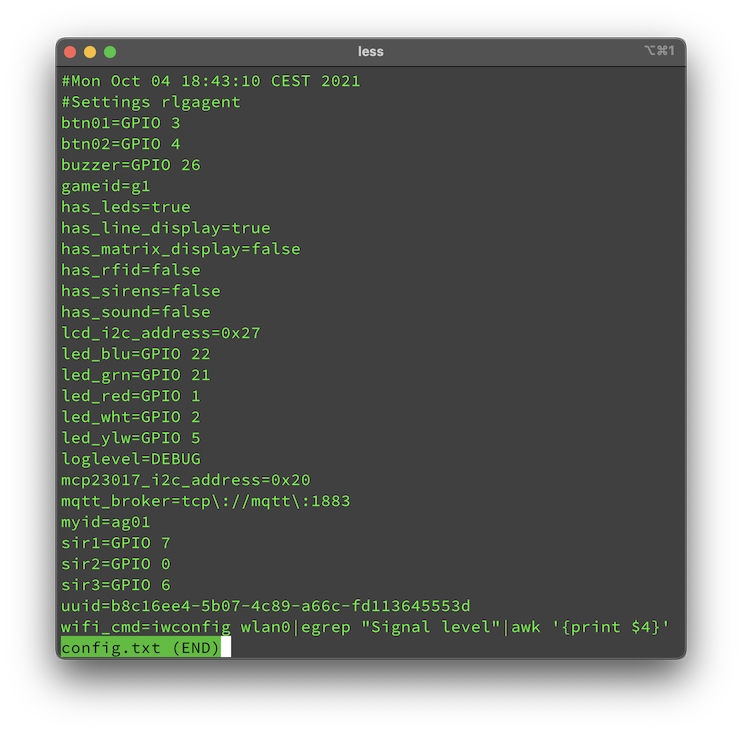 less
⌥⌘1
#Mon Oct 04 18:43:10 CEST 2021
#Settings rlgagent
btn01=GPIO 3
btn02=GPIO 4
buzzer=GPIO 26
gameid=g1
has_leds=true
has_line_display=true
has_matrix_display=false
has_rfid=false
has_sirens=false
has_sound=false
lcd_i2c_address=0x27
led_blu=GPIO 22
led_grn=GPIO 21
led_red=GPIO 1
led_wht=GPIO 2
led_ylw=GPIO 5
loglevel=DEBUG
mcp23017_i2c_address=0x20
mqtt_broker=tcp\://mqtt\:1883
myid=ag01
sir1=GPIO 7
sir2=GPIO 0
sir3=GPIO 6
uuid=b8c16ee4-5b07-4c89-a66c-fd113645553d
wifi_cmd=iwconfig wlan0|egrep "Signal level"|awk '{print $4}'
config.txt (END)